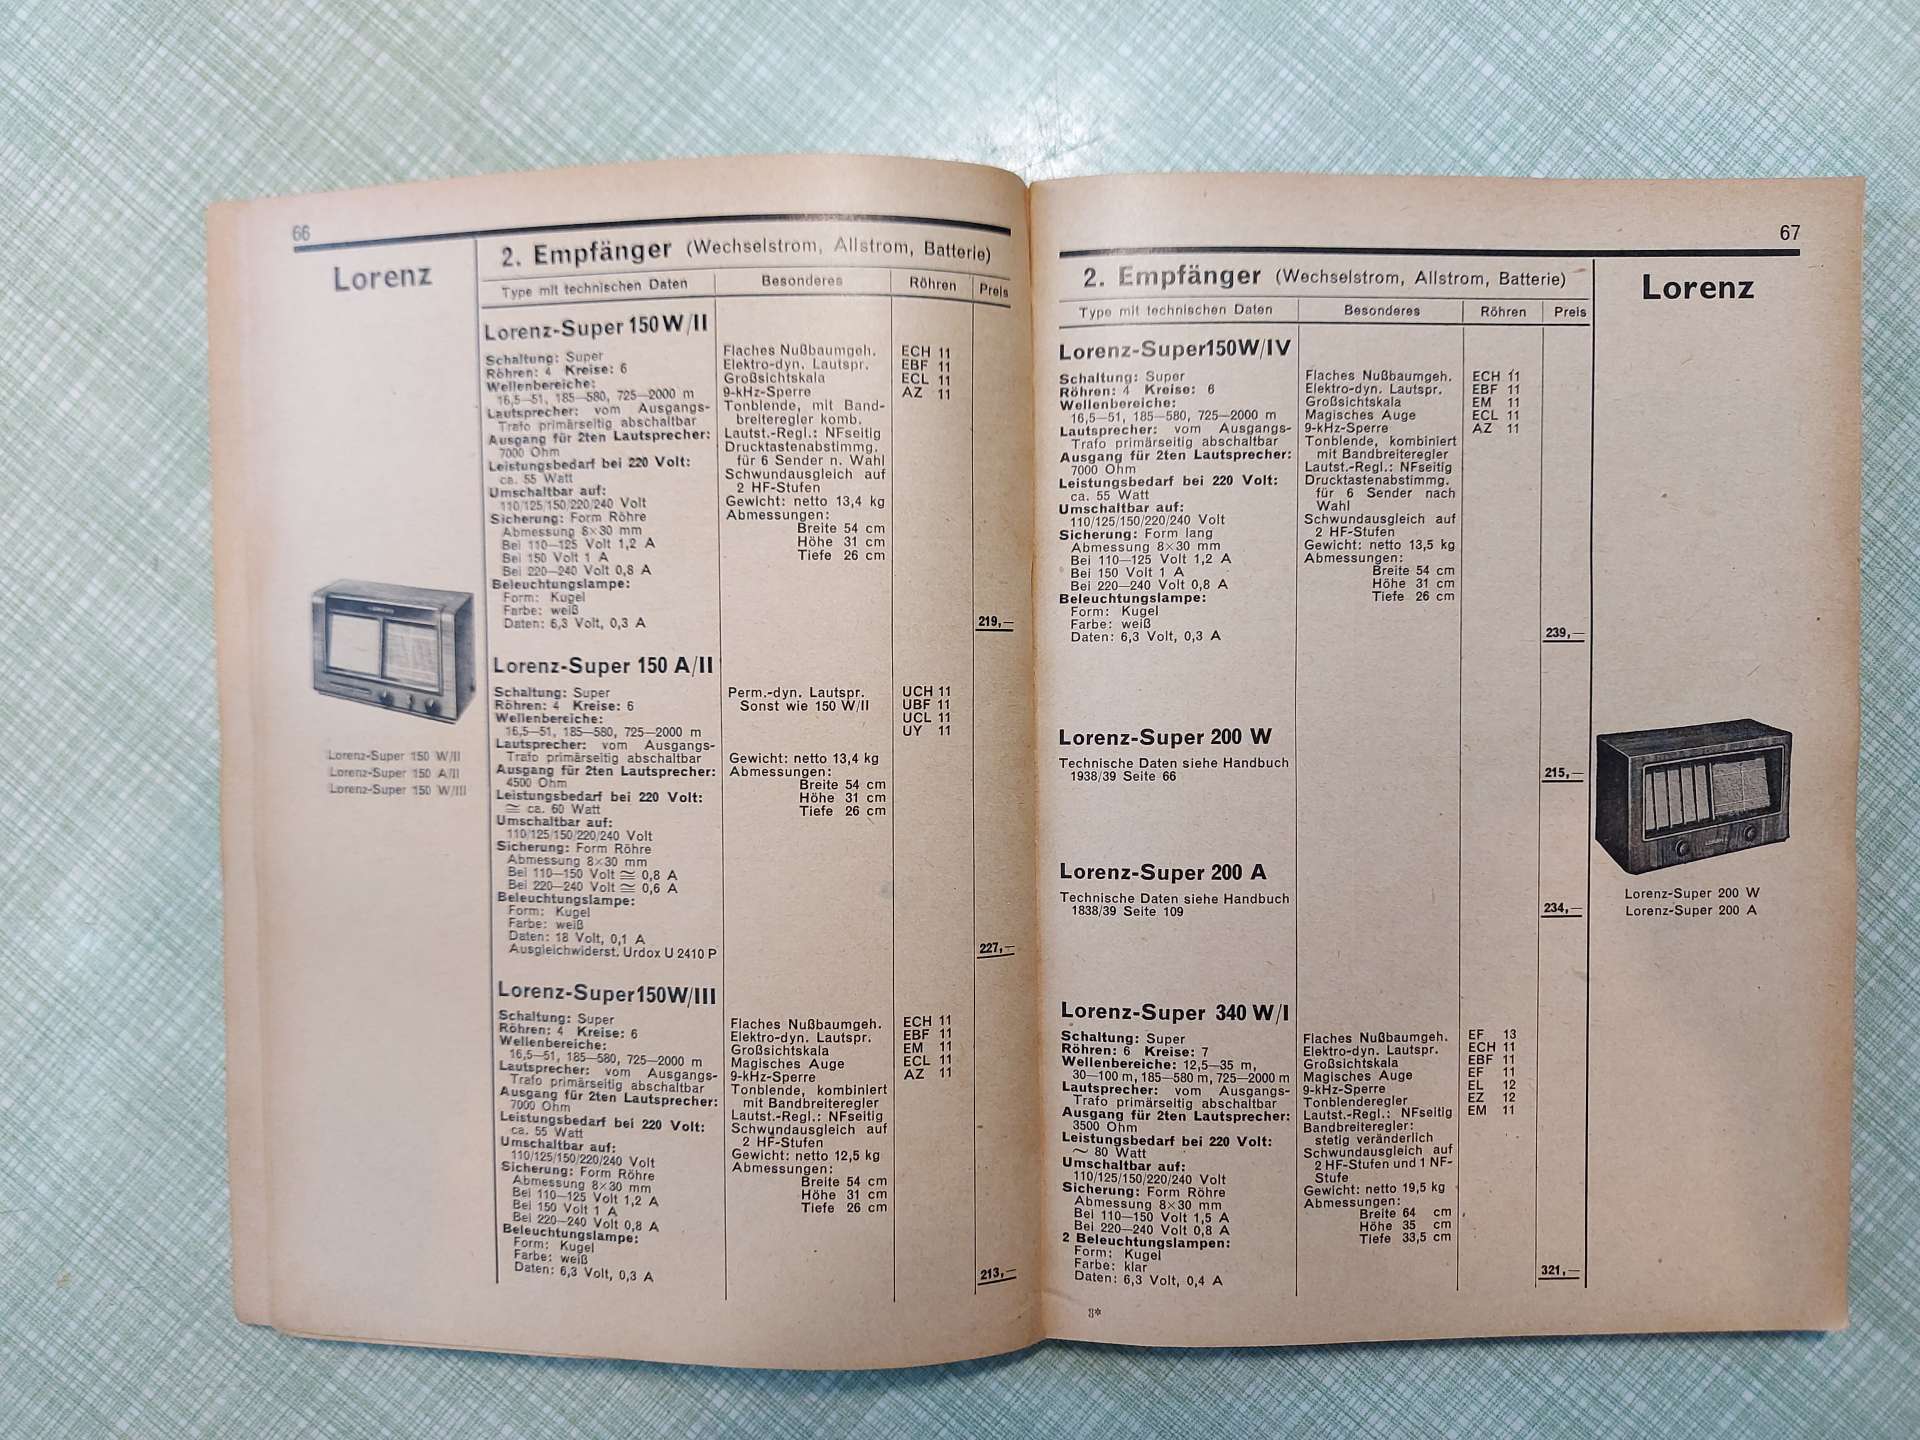 66
Lorenz
2. Empfänger (Wechselstrom, Allstrom, Batterie)
Type mit technischen Daten
Besonderes
Röhren
Preis
Lorenz-Super 150 W/II
Schaltung: Super
Röhren: 4 Kreise: 6
Wellenbereiche:
16,5—51, 185—580, 725—2000 m
Lautsprecher: vom Ausgangs-
Trafo primärseitig abschaltbar
Ausgang für 2ten Lautsprecher:
7000 Ohm
Leistungsbedarf bei 220 Volt:
ca. 55 Watt
Umschaltbar auf:
110/125/150/220/240 Volt
Sicherung: Form Röhre
Abmessung 8×30 mm
Bei 110—125 Volt 1,2 A
Bei 150 Volt 1 A
Bei 220—240 Volt 0,8 A
Beleuchtungslampe:
Form: Kugel
Farbe: weiß
Daten: 6,3 Volt, 0,3 A
Flaches Nußbaumgeh.
Elektro-dyn. Lautspr.
Großsichtskala
9-kHz-Sperre
Tonblende, mit Band-
breiteregler komb.
Lautst.-Regl.: NFseitig
Drucktastenabstimmg.
für 6 Sender n. Wahl
Schwundausgleich auf
2 HF-Stufen
Gewicht: netto 13,4 kg
Abmessungen:
Breite 54 cm
Höhe 31 cm
Tiefe 26 cm
ECH 11
EBF 11
ECL 11
AZ 11
219,—
Lorenz-Super 150 A/II
Schaltung: Super
Röhren: 4 Kreise: 6
Wellenbereiche:
16,5—51, 185—580, 725—2000 m
Lautsprecher: vom Ausgangs-
Trafo primärseitig abschaltbar
Ausgang für 2ten Lautsprecher:
4500 Ohm
Leistungsbedarf bei 220 Volt:
≅ ca. 60 Watt
Umschaltbar auf:
110/125/150/220/240 Volt
Sicherung: Form Röhre
Abmessung 8×30 mm
Bei 110—150 Volt ≅ 0,8 A
Bei 220—240 Volt ≅ 0,6 A
Beleuchtungslampe:
Form: Kugel
Farbe: weiß
Daten: 18 Volt, 0,1 A
Ausgleichwiderst. Urdox U 2410 P
Perm.-dyn. Lautspr.
Sonst wie 150 W/II
Gewicht: netto 13,4 kg
Abmessungen:
Breite 54 cm
Höhe 31 cm
Tiefe 26 cm
UCH 11
UBF 11
UCL 11
UY 11
227,—
Lorenz-Super 150 W/II
Lorenz-Super 150 A/II
Lorenz-Super 150 W/III
Lorenz-Super 150W/III
Schaltung: Super
Röhren: 4 Kreise: 6
Wellenbereiche:
16,5—51, 185—580, 725—2000 m
Lautsprecher: vom Ausgangs-
Trafo primärseitig abschaltbar
Ausgang für 2ten Lautsprecher:
7000 Ohm
Leistungsbedarf bei 220 Volt:
ca. 55 Watt
Umschaltbar auf:
110/125/150/220/240 Volt
Sicherung: Form Röhre
Abmessung 8×30 mm
Bei 110—125 Volt 1,2 A
Bei 150 Volt 1 A
Bei 220—240 Volt 0,8 A
Beleuchtungslampe:
Form: Kugel
Farbe: weiß
Daten: 6,3 Volt, 0,3 A
Flaches Nußbaumgeh.
Elektro-dyn. Lautspr.
Großsichtskala
Magisches Auge
9-kHz-Sperre
Tonblende, kombiniert
mit Bandbreiteregler
Lautst.-Regl.: NFseitig
Schwundausgleich auf
2 HF-Stufen
Gewicht: netto 12,5 kg
Abmessungen:
Breite 54 cm
Höhe 31 cm
Tiefe 26 cm
ECH 11
EBF 11
EM 11
ECL 11
AZ 11
213,—
67
Lorenz
2. Empfänger (Wechselstrom, Allstrom, Batterie)
Type mit technischen Daten
Besonderes
Röhren
Preis
Lorenz-Super150W/IV
Schaltung: Super
Röhren: 4 Kreise: 6
Wellenbereiche:
16,5—51, 185—580, 725—2000 m
Lautsprecher: vom Ausgangs-
Trafo primärseitig abschaltbar
Ausgang für 2ten Lautsprecher:
7000 Ohm
Leistungsbedarf bei 220 Volt:
ca. 55 Watt
Umschaltbar auf:
110/125/150/220/240 Volt
Sicherung: Form lang
Abmessung 8×30 mm
Bei 110—125 Volt 1,2 A
Bei 150 Volt 1 A
Bei 220—240 Volt 0,8 A
Beleuchtungslampe:
Form: Kugel
Farbe: weiß
Daten: 6,3 Volt, 0,3 A
Flaches Nußbaumgeh.
Elektro-dyn. Lautspr.
Großsichtskala
Magisches Auge
9-kHz-Sperre
Tonblende, kombiniert
mit Bandbreiteregler
Lautst.-Regl.: NFseitig
Drucktastenabstimmg.
für 6 Sender nach
Wahl
Schwundausgleich auf
2 HF-Stufen
Gewicht: netto 13,5 kg
Abmessungen:
Breite 54 cm
Höhe 31 cm
Tiefe 26 cm
ECH 11
EBF 11
EM 11
ECL 11
AZ 11
239,—
Lorenz-Super 200 W
Technische Daten siehe Handbuch
1938/39 Seite 66
215,—
Lorenz-Super 200 A
Technische Daten siehe Handbuch
1838/39 Seite 109
234,—
Lorenz-Super 200 W
Lorenz-Super 200 A
Lorenz-Super 340 W/I
Schaltung: Super
Röhren: 6 Kreise: 7
Wellenbereiche: 12,5—35 m,
30—100 m, 185—580 m, 725—2000 m
Lautsprecher: vom Ausgangs-
Trafo primärseitig abschaltbar
Ausgang für 2ten Lautsprecher:
3500 Ohm
Leistungsbedarf bei 220 Volt:
~ 80 Watt
Umschaltbar auf:
110/125/150/220/240 Volt
Sicherung: Form Röhre
Abmessung 8×30 mm
Bei 110—150 Volt 1,5 A
Bei 220—240 Volt 0,8 A
2 Beleuchtungslampen:
Form: Kugel
Farbe: klar
Daten: 6,3 Volt, 0,4 A
Flaches Nußbaumgeh.
Elektro-dyn. Lautspr.
Großsichtskala
Magisches Auge
9-kHz-Sperre
Tonblenderegler
Lautst.-Regl.: NFseitig
Bandbreiteregler:
stetig veränderlich
Schwundausgleich auf
2 HF-Stufen und 1 NF-
Stufe
Gewicht: netto 19,5 kg
Abmessungen:
Breite 64 cm
Höhe 35 cm
Tiefe 33,5 cm
EF 13
ECH 11
EBF 11
EF 11
EL 12
EZ 12
EM 11
321,—
3*